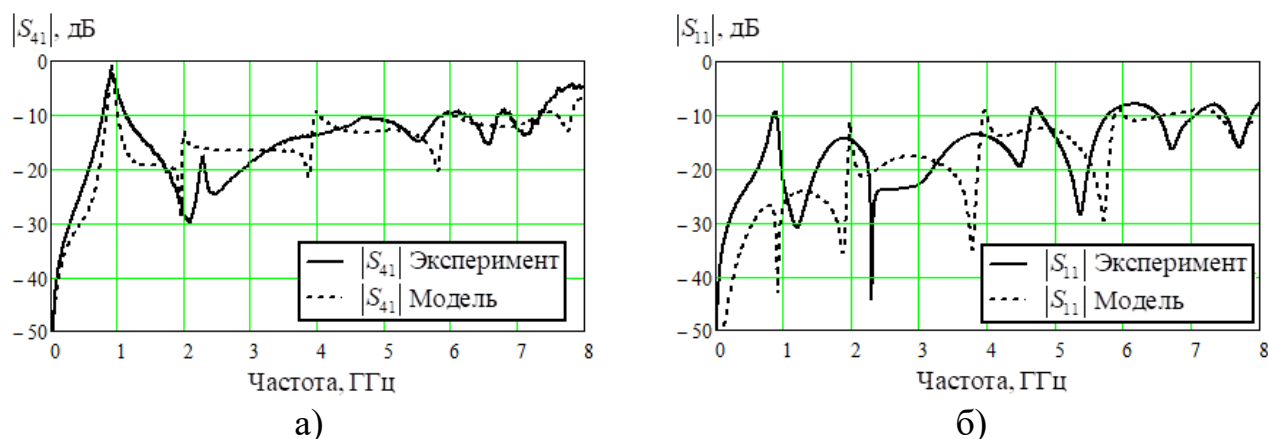 |S₄₁|, дБ
0
−10
−20
−30
−40
−50
0 1 2 3 4 5 6 7 8
Частота, ГГц
|S₄₁| Эксперимент
|S₄₁| Модель
а)
|S₁₁|, дБ
0
−10
−20
−30
−40
−50
0 1 2 3 4 5 6 7 8
Частота, ГГц
|S₁₁| Эксперимент
|S₁₁| Модель
б)